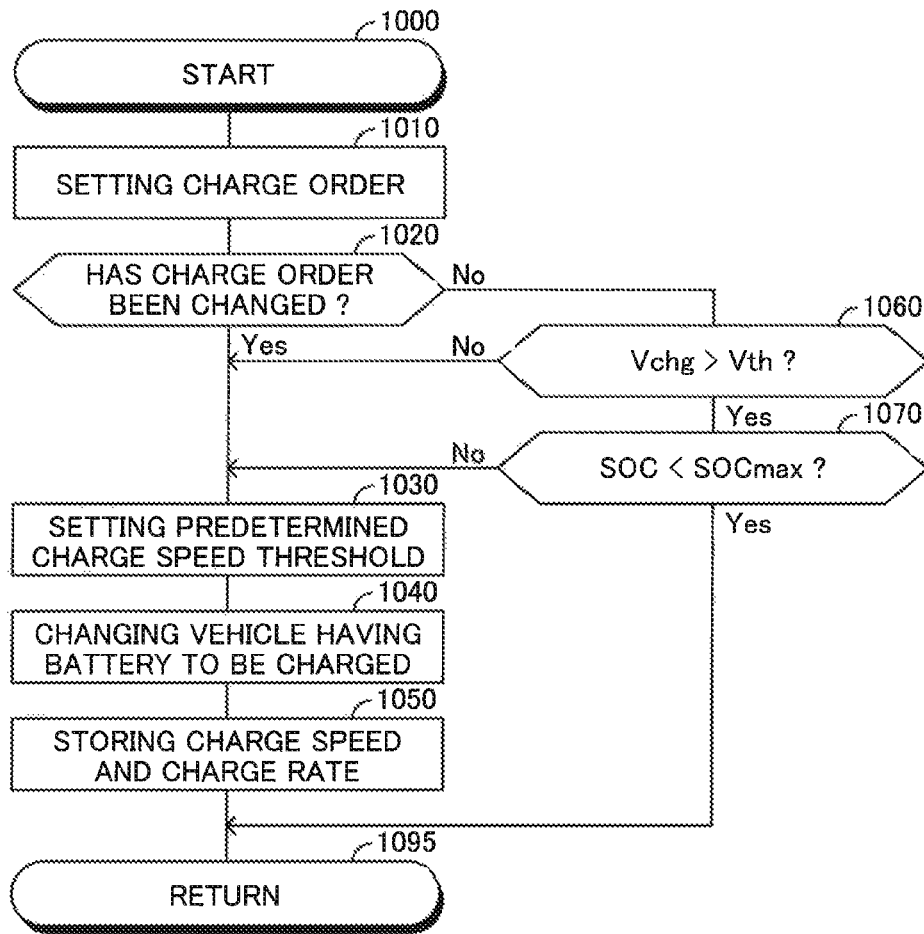 1000
START
1010
SETTING CHARGE ORDER
1020
HAS CHARGE ORDER
BEEN CHANGED ?
No
Yes
1060
Vchg > Vth ?
No
Yes
1070
SOC < SOCmax ?
No
Yes
1030
SETTING PREDETERMINED
CHARGE SPEED THRESHOLD
1040
CHANGING VEHICLE HAVING
BATTERY TO BE CHARGED
1050
STORING CHARGE SPEED
AND CHARGE RATE
1095
RETURN